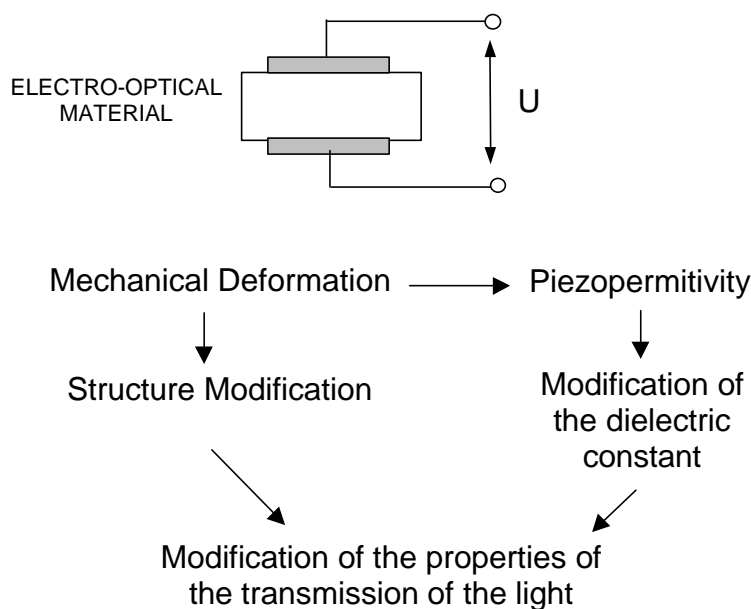 ELECTRO-OPTICAL
MATERIAL
U
Mechanical Deformation
Piezopermitivity
Structure Modification
Modification of
the dielectric
constant
Modification of the properties of
the transmission of the light